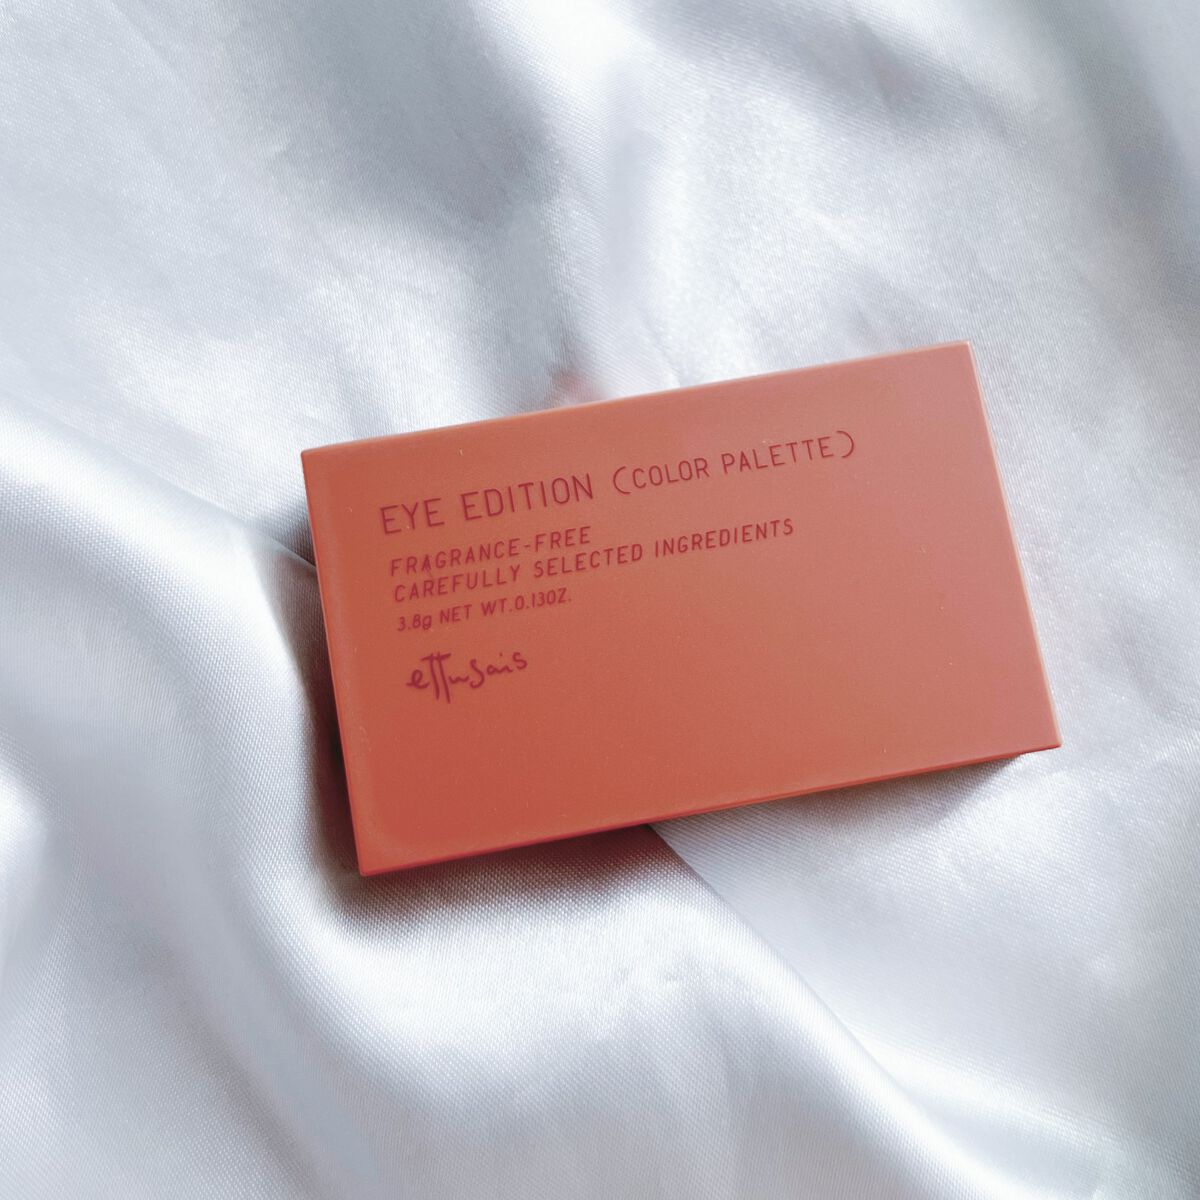 EYE EDITION (COLOR PALETTE)
FRAGRANCE-FREE
CAREFULLY SELECTED INGREDIENTS
3.8g NET WT.0.13OZ.
ettusais